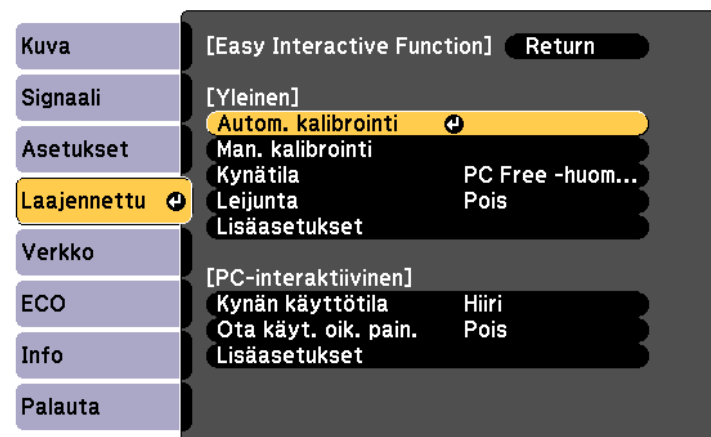 Kuva
Signaali
Asetukset
Laajennettu
Verkko
ECO
Info
Palauta
[Easy Interactive Function] Return
[Yleinen]
Autom. kalibrointi
Man. kalibrointi
Kynätila PC Free -huom...
Leijunta Pois
Lisäasetukset
[PC-interaktiivinen]
Kynän käyttötila Hiiri
Ota käyt. oik. pain. Pois
Lisäasetukset